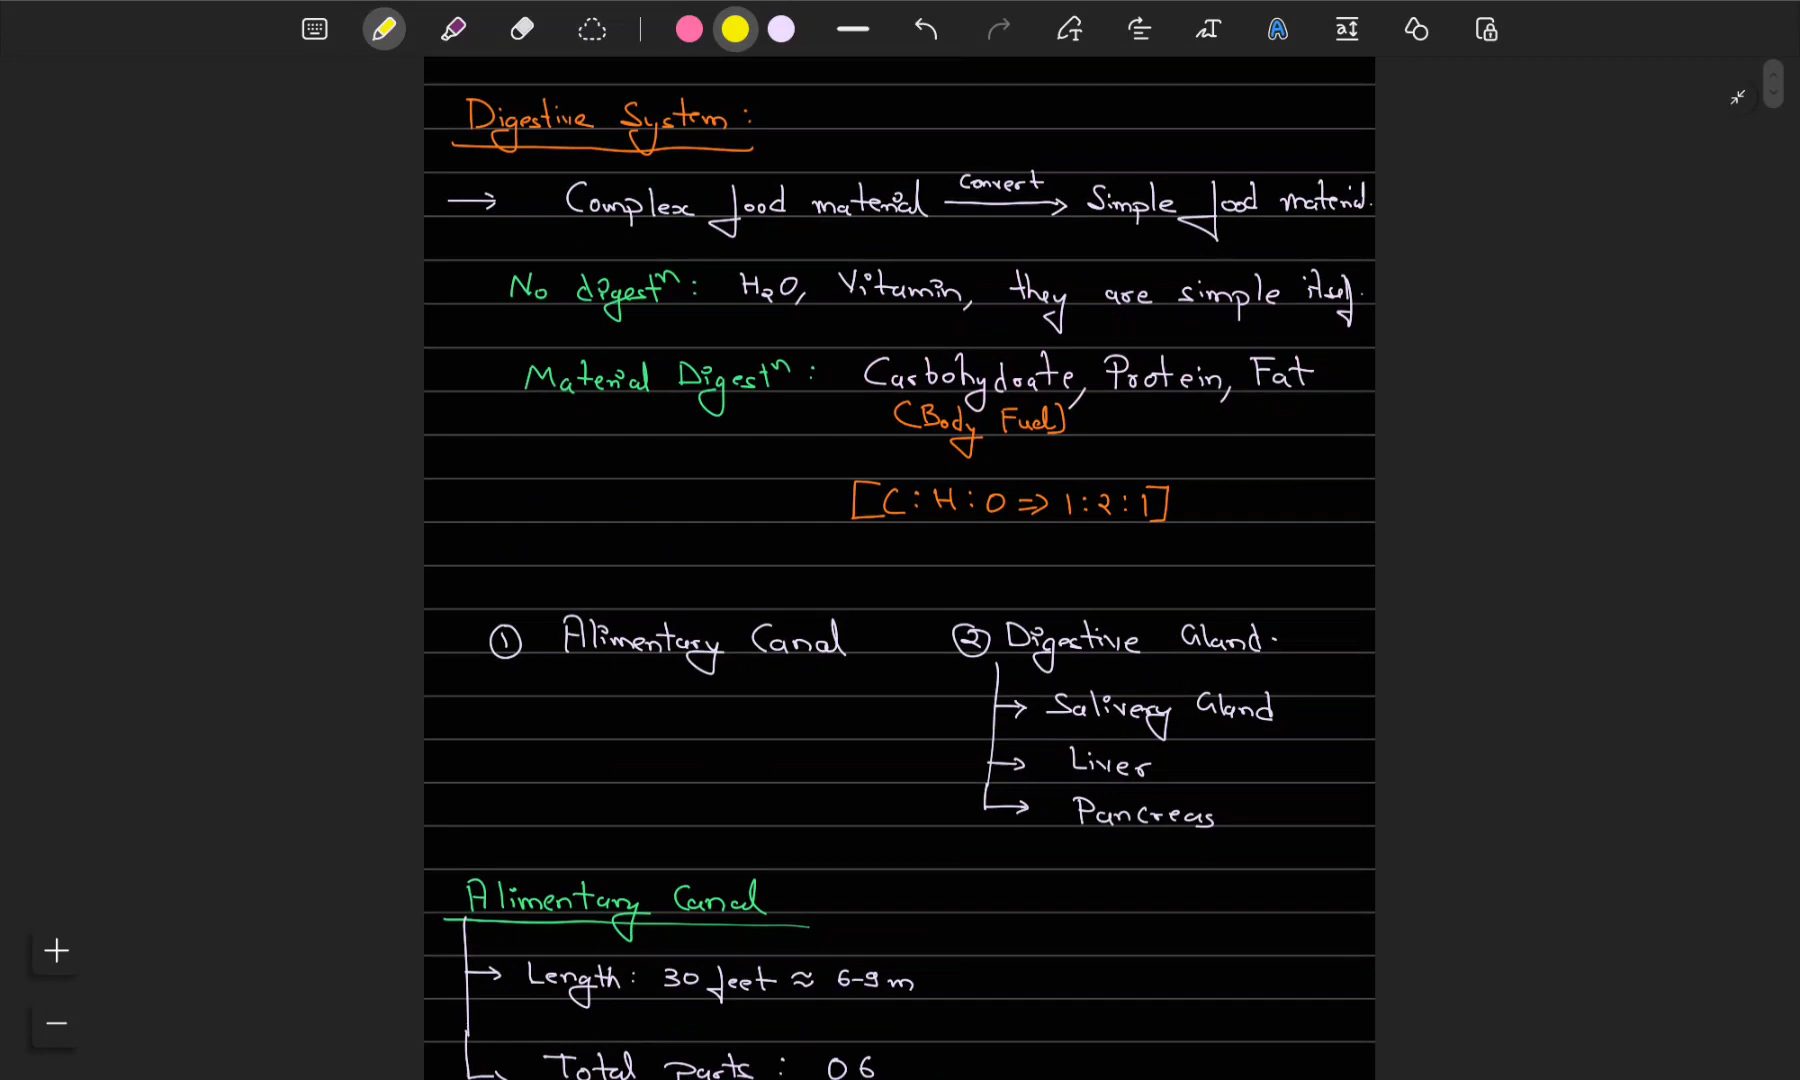 Digestive System :
→ Complex food material convert → Simple food material.
No digestⁿ : H₂O, Vitamin, they are simple itself.
Material Digestⁿ : Carbohydrate, Protein, Fat
(Body Fuel)
[C : H : O ⇒ 1 : 2 : 1]
① Alimentary Canal ② Digestive Gland.
→ Salivery Gland
→ Liver
→ Pancreas
Alimentary Canal
→ Length : 30 feet ≈ 6-9 m
→ Total parts : 06